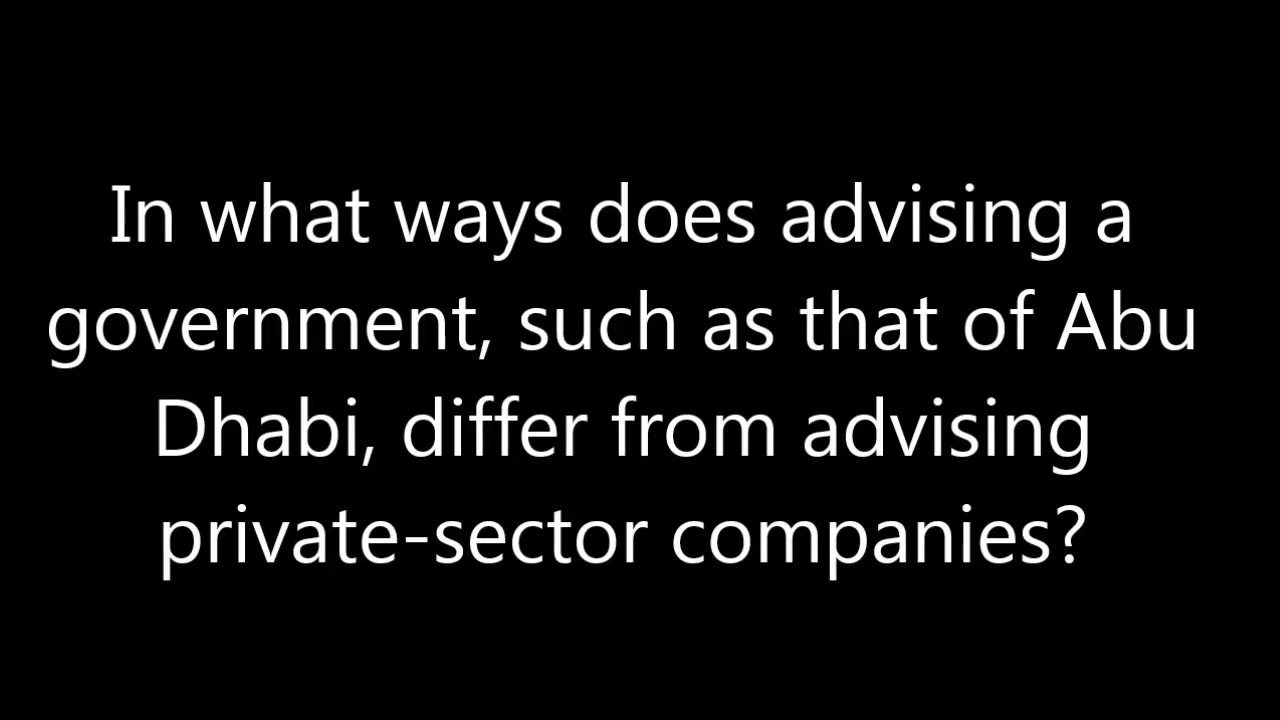 In what ways does advising a
government, such as that of Abu
Dhabi, differ from advising
private-sector companies?